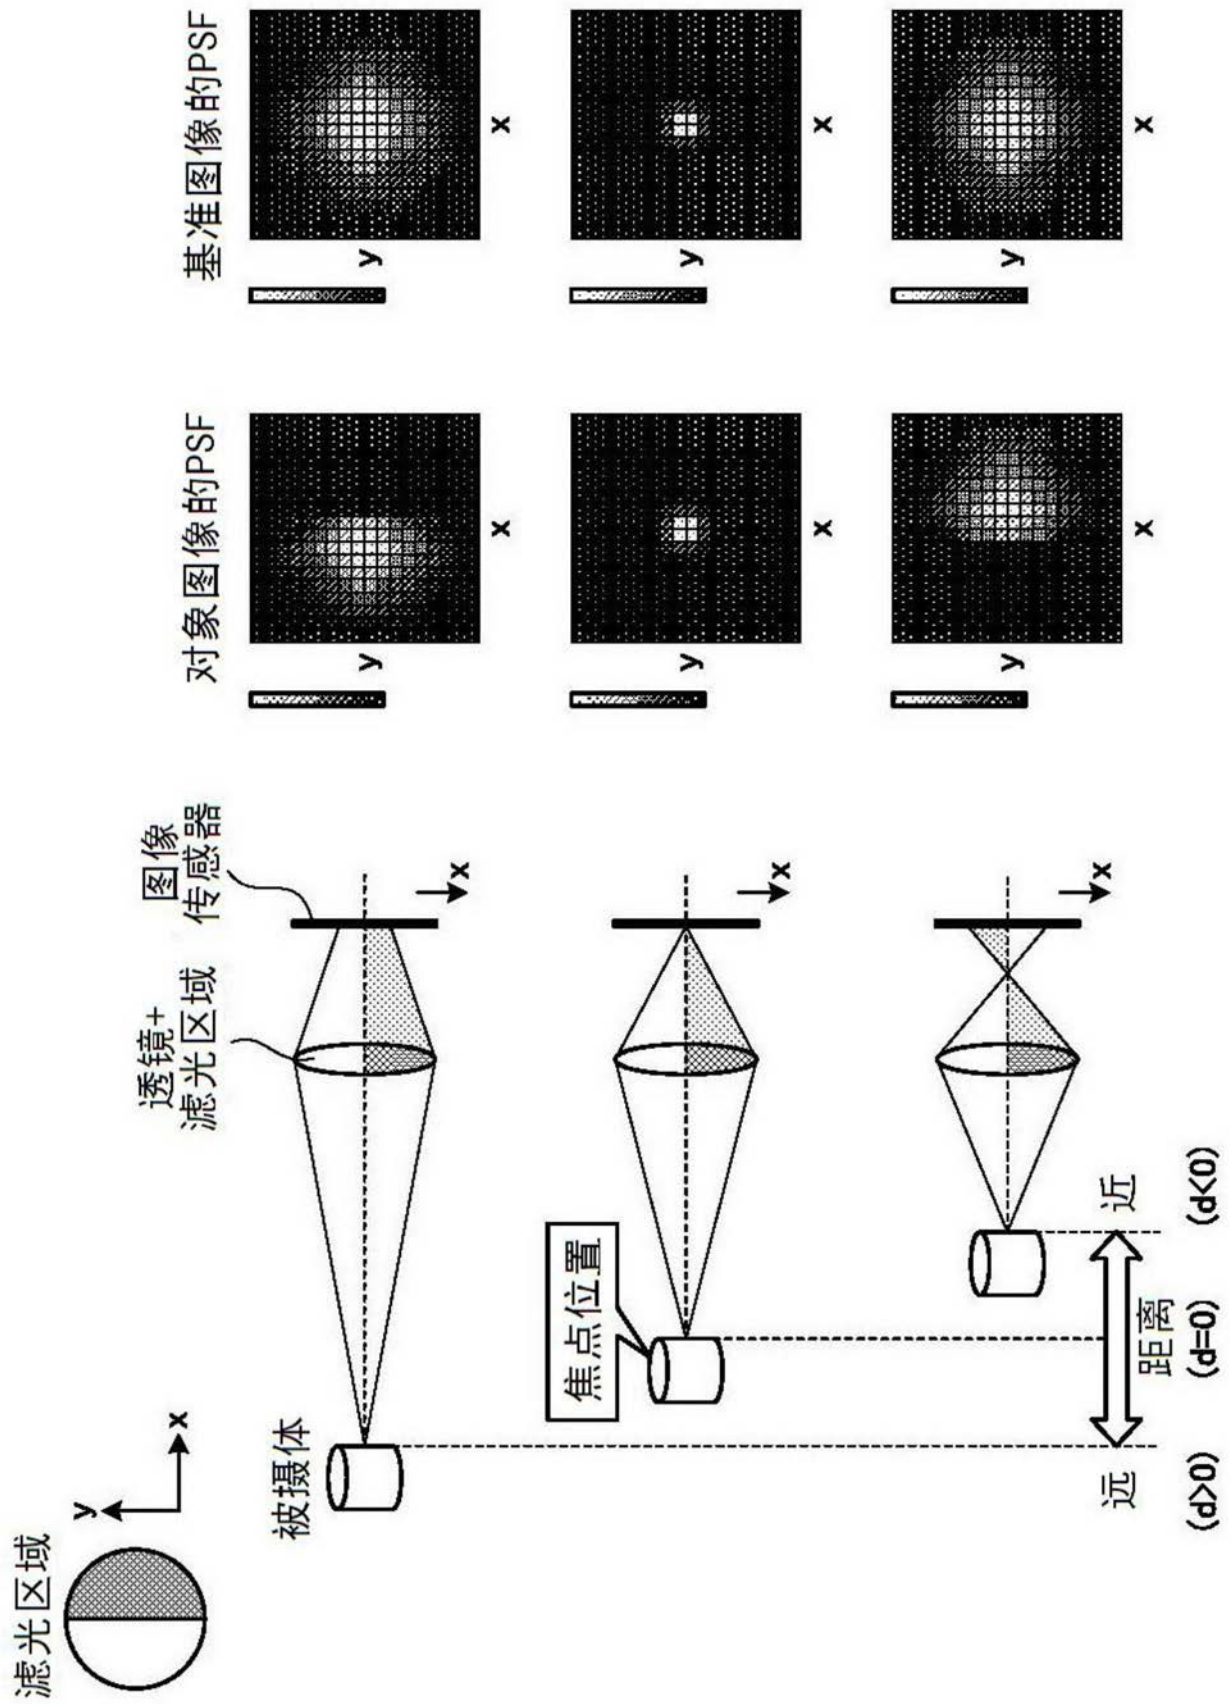 滤光区域
y
x
透镜+
滤光区域
图像
传感器
对象图像的PSF
基准图像的PSF
被摄体
x
y
x
y
x
焦点位置
x
y
x
y
x
x
y
x
y
x
远
距离
近
(d>0)
(d=0)
(d<0)